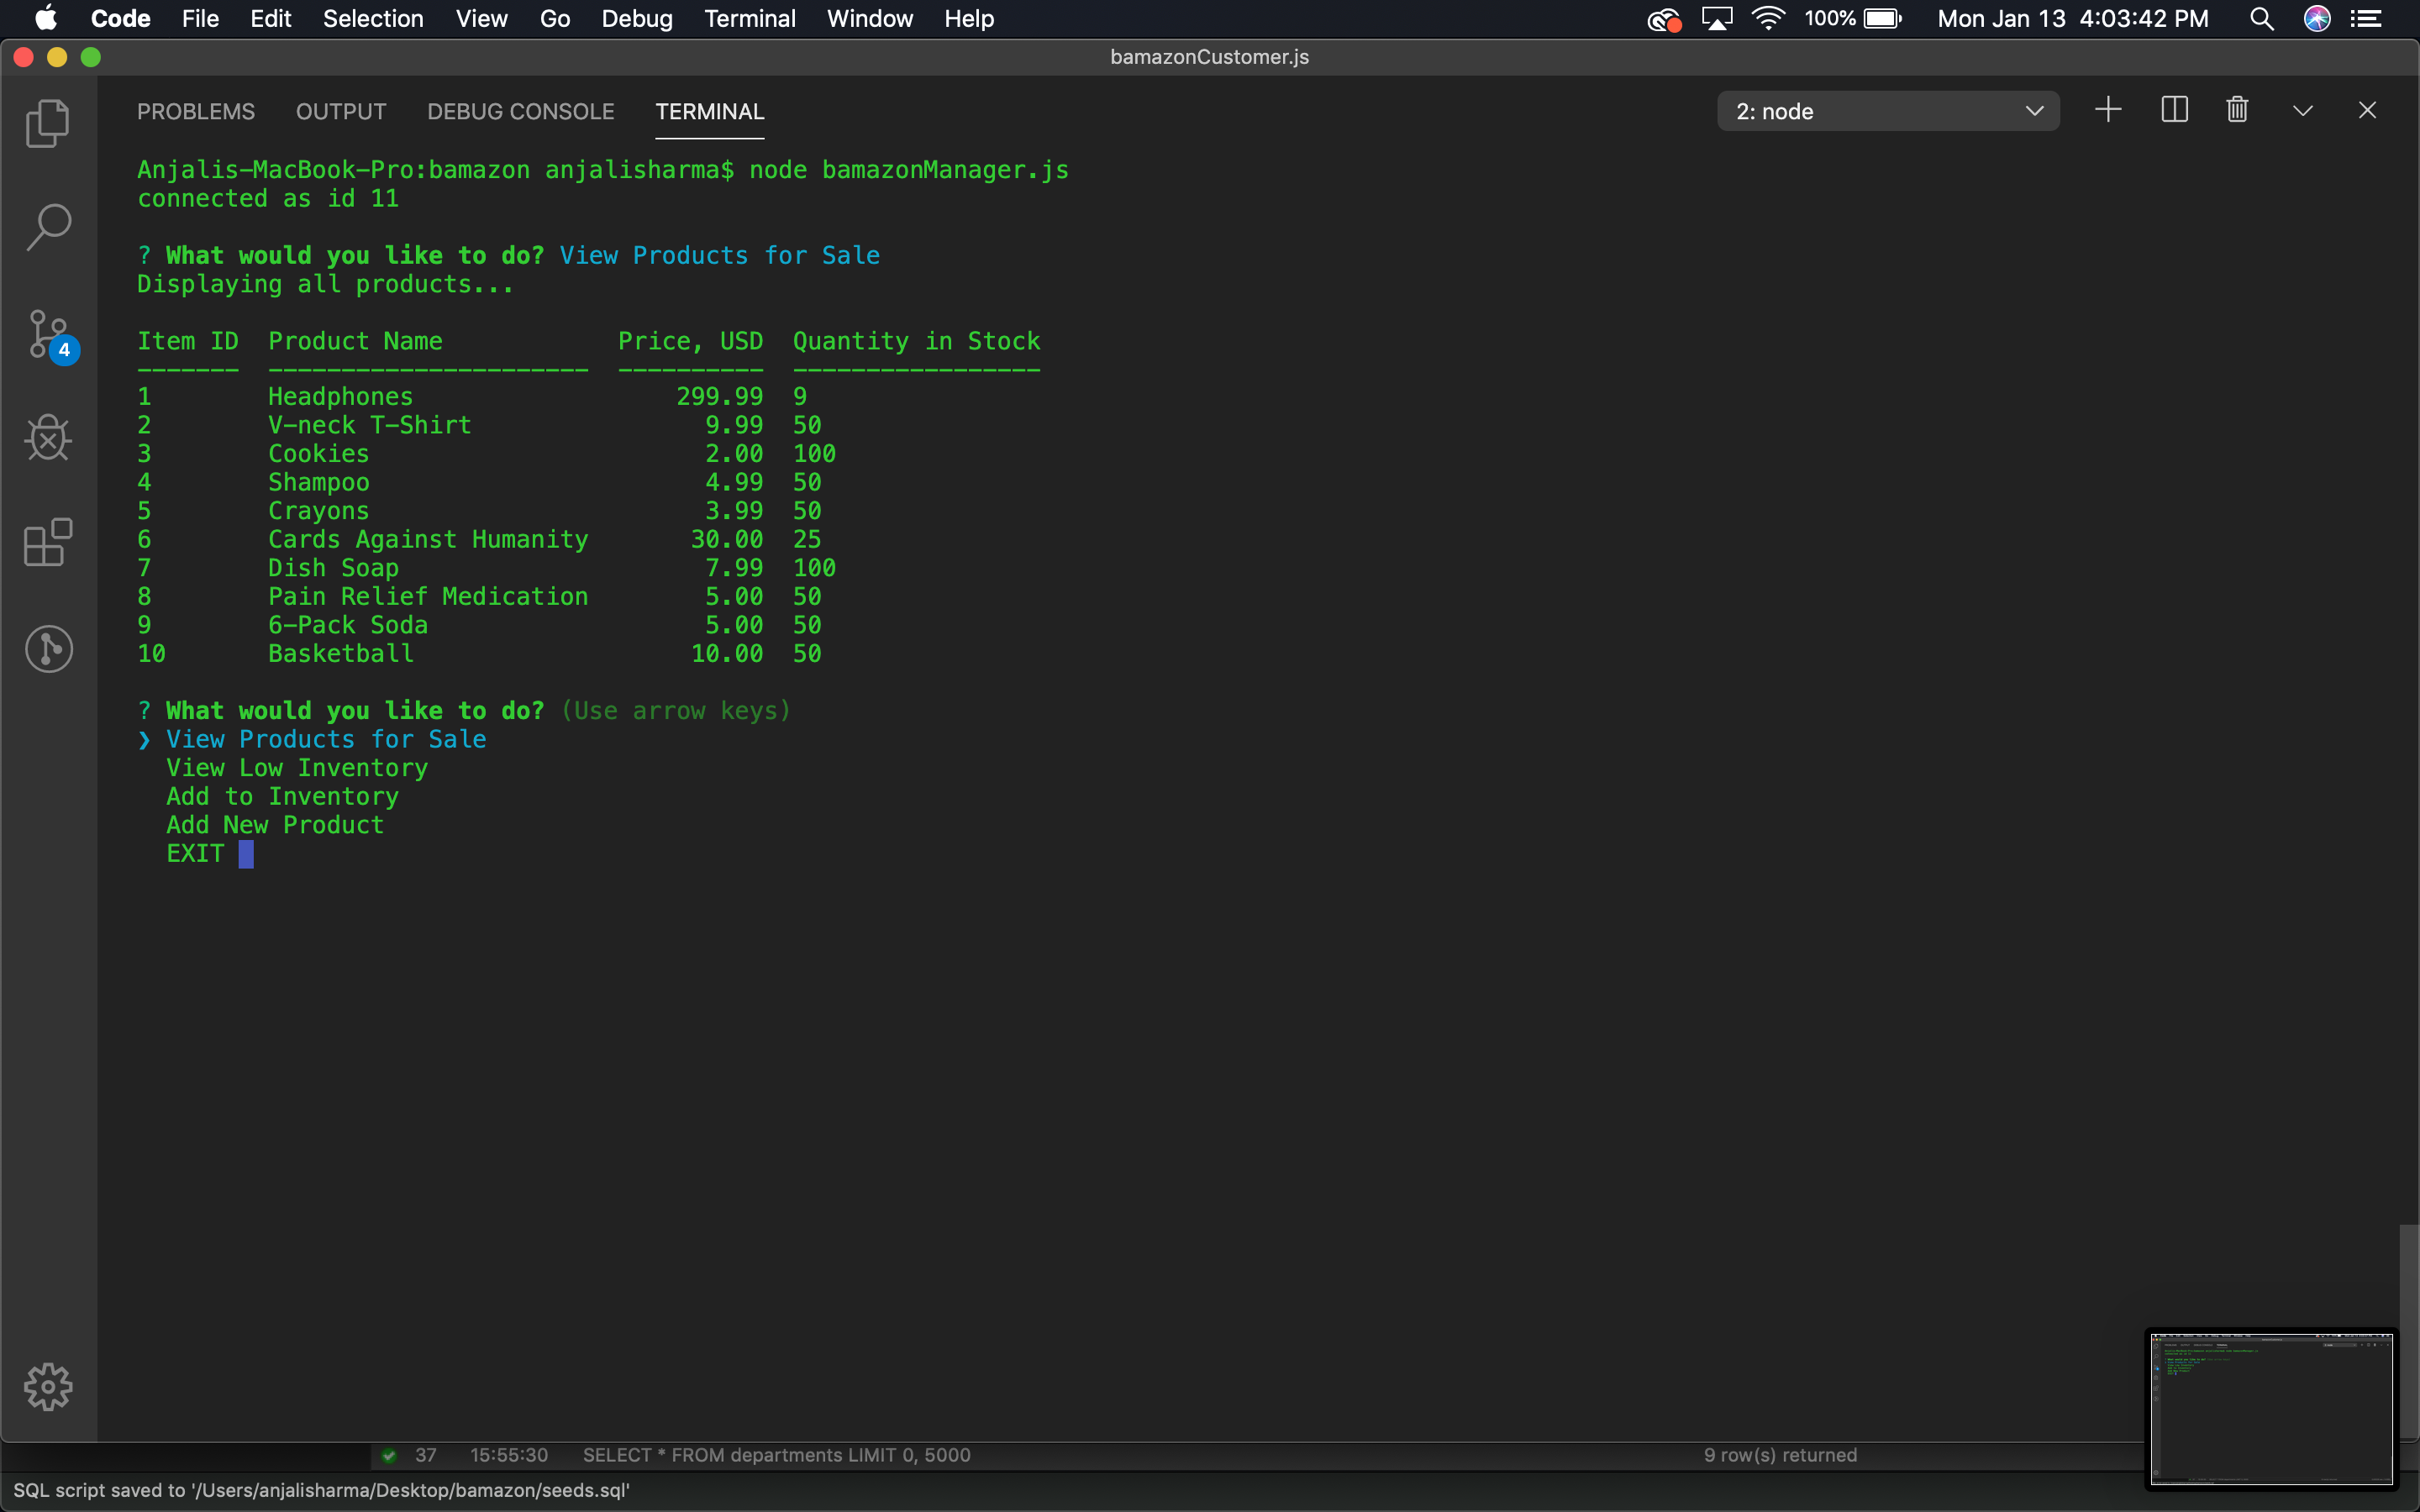 Code File Edit Selection View Go Debug Terminal Window Help 100% Mon Jan 13 4:03:42 PM
bamazonCustomer.js
PROBLEMS OUTPUT DEBUG CONSOLE TERMINAL 2: node
Anjalis-MacBook-Pro:bamazon anjalisharma$ node bamazonManager.js
connected as id 11
? What would you like to do? View Products for Sale
Displaying all products...
Item ID Product Name Price, USD Quantity in Stock
------- ---------------------- ---------- -----------------
1 Headphones 299.99 9
2 V-neck T-Shirt 9.99 50
3 Cookies 2.00 100
4 Shampoo 4.99 50
5 Crayons 3.99 50
6 Cards Against Humanity 30.00 25
7 Dish Soap 7.99 100
8 Pain Relief Medication 5.00 50
9 6-Pack Soda 5.00 50
10 Basketball 10.00 50
? What would you like to do? (Use arrow keys)
❯ View Products for Sale
View Low Inventory
Add to Inventory
Add New Product
EXIT
4
37 15:55:30 SELECT * FROM departments LIMIT 0, 5000 9 row(s) returned
SQL script saved to '/Users/anjalisharma/Desktop/bamazon/seeds.sql'